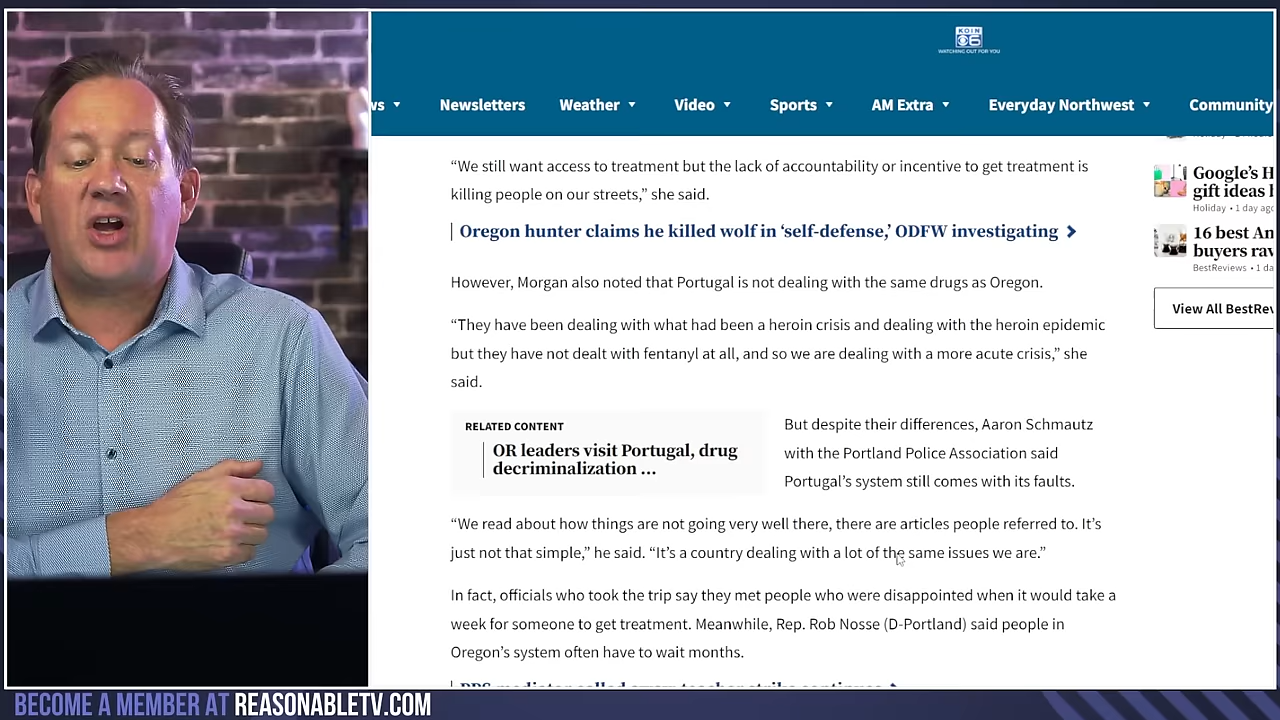 KOIN
6
WATCHING OUT FOR YOU
ws Newsletters Weather Video Sports AM Extra Everyday Northwest Community
“We still want access to treatment but the lack of accountability or incentive to get treatment is
killing people on our streets,” she said.
Oregon hunter claims he killed wolf in ‘self-defense,’ ODFW investigating
However, Morgan also noted that Portugal is not dealing with the same drugs as Oregon.
“They have been dealing with what had been a heroin crisis and dealing with the heroin epidemic
but they have not dealt with fentanyl at all, and so we are dealing with a more acute crisis,” she
said.
RELATED CONTENT
OR leaders visit Portugal, drug
decriminalization ...
But despite their differences, Aaron Schmautz
with the Portland Police Association said
Portugal’s system still comes with its faults.
“We read about how things are not going very well there, there are articles people referred to. It’s
just not that simple,” he said. “It’s a country dealing with a lot of the same issues we are.”
In fact, officials who took the trip say they met people who were disappointed when it would take a
week for someone to get treatment. Meanwhile, Rep. Rob Nosse (D-Portland) said people in
Oregon’s system often have to wait months.
Google’s H
gift ideas
Holiday • 1 day ago
16 best An
buyers rav
BestReviews • 1 da
View All BestRev
BECOME A MEMBER AT REASONABLETV.COM